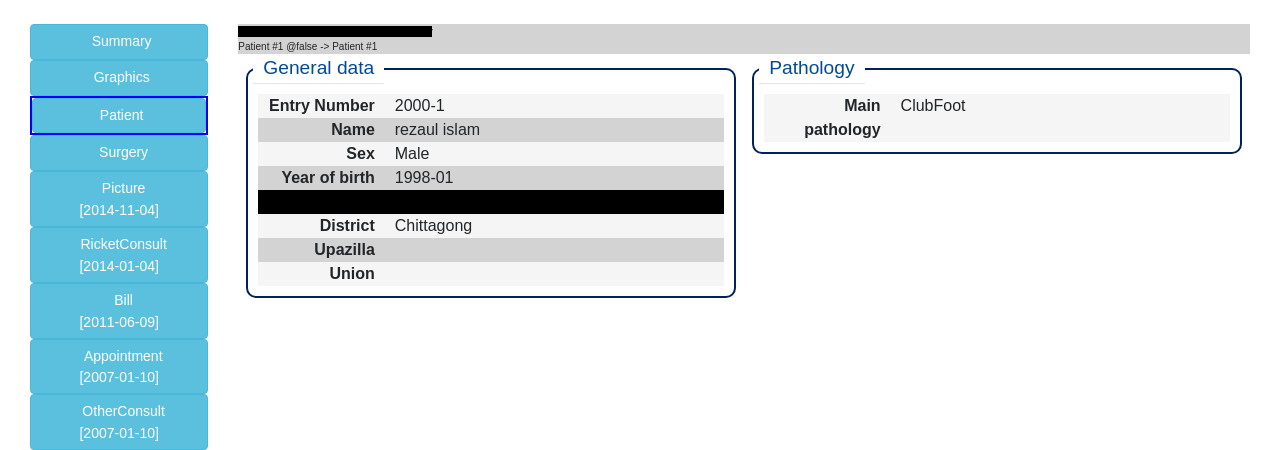 Summary
Graphics
Patient
Surgery
Picture
[2014-11-04]
RicketConsult
[2014-01-04]
Bill
[2011-06-09]
Appointment
[2007-01-10]
OtherConsult
[2007-01-10]
Patient #1 @false -> Patient #1
General data
Entry Number 2000-1
Name rezaul islam
Sex Male
Year of birth 1998-01
District Chittagong
Upazilla
Union
Pathology
Main ClubFoot
pathology